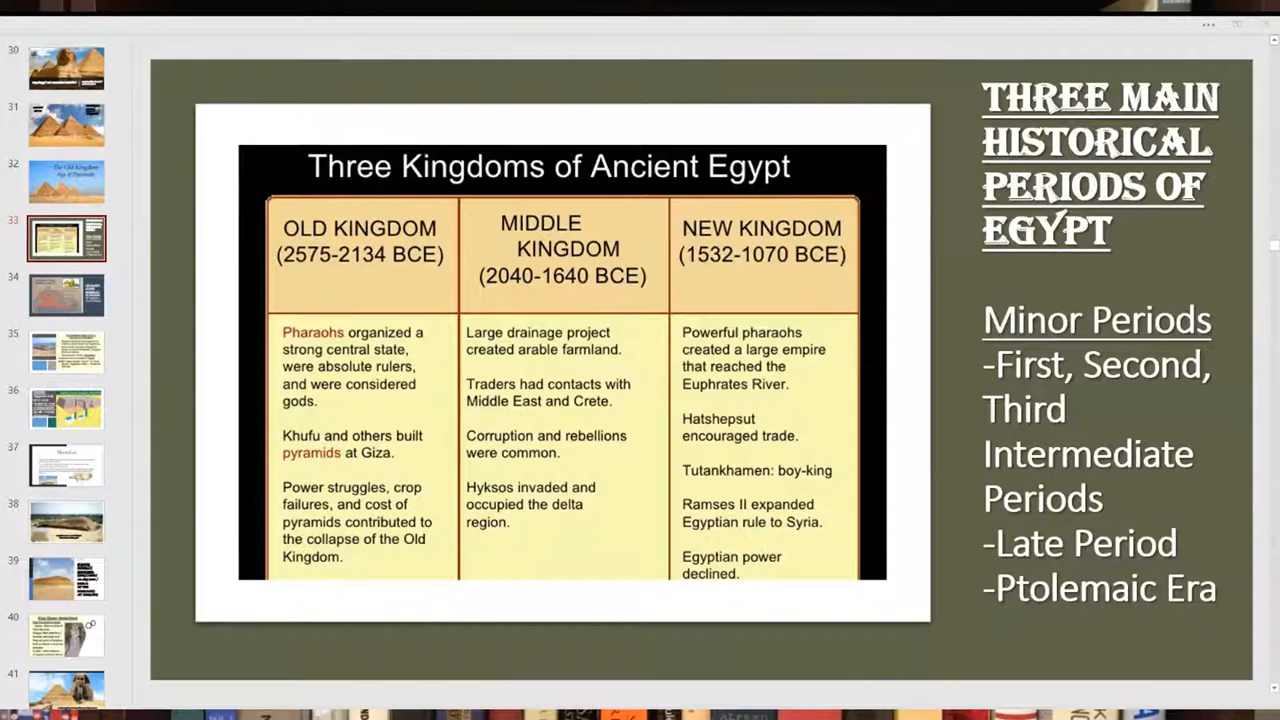 30
31
32
33
34
35
36
37
38
39
40
41
The Old Kingdom
Age of Pyramids
Three Kingdoms of Ancient Egypt
OLD KINGDOM
(2575-2134 BCE)
MIDDLE
KINGDOM
(2040-1640 BCE)
NEW KINGDOM
(1532-1070 BCE)
Pharaohs organized a
strong central state,
were absolute rulers,
and were considered
gods.
Khufu and others built
pyramids at Giza.
Power struggles, crop
failures, and cost of
pyramids contributed to
the collapse of the Old
Kingdom.
Large drainage project
created arable farmland.
Traders had contacts with
Middle East and Crete.
Corruption and rebellions
were common.
Hyksos invaded and
occupied the delta
region.
Powerful pharaohs
created a large empire
that reached the
Euphrates River.
Hatshepsut
encouraged trade.
Tutankhamen: boy-king
Ramses II expanded
Egyptian rule to Syria.
Egyptian power
declined.
THREE MAIN
HISTORICAL
PERIODS OF
EGYPT
Minor Periods
-First, Second,
Third
Intermediate
Periods
-Late Period
-Ptolemaic Era